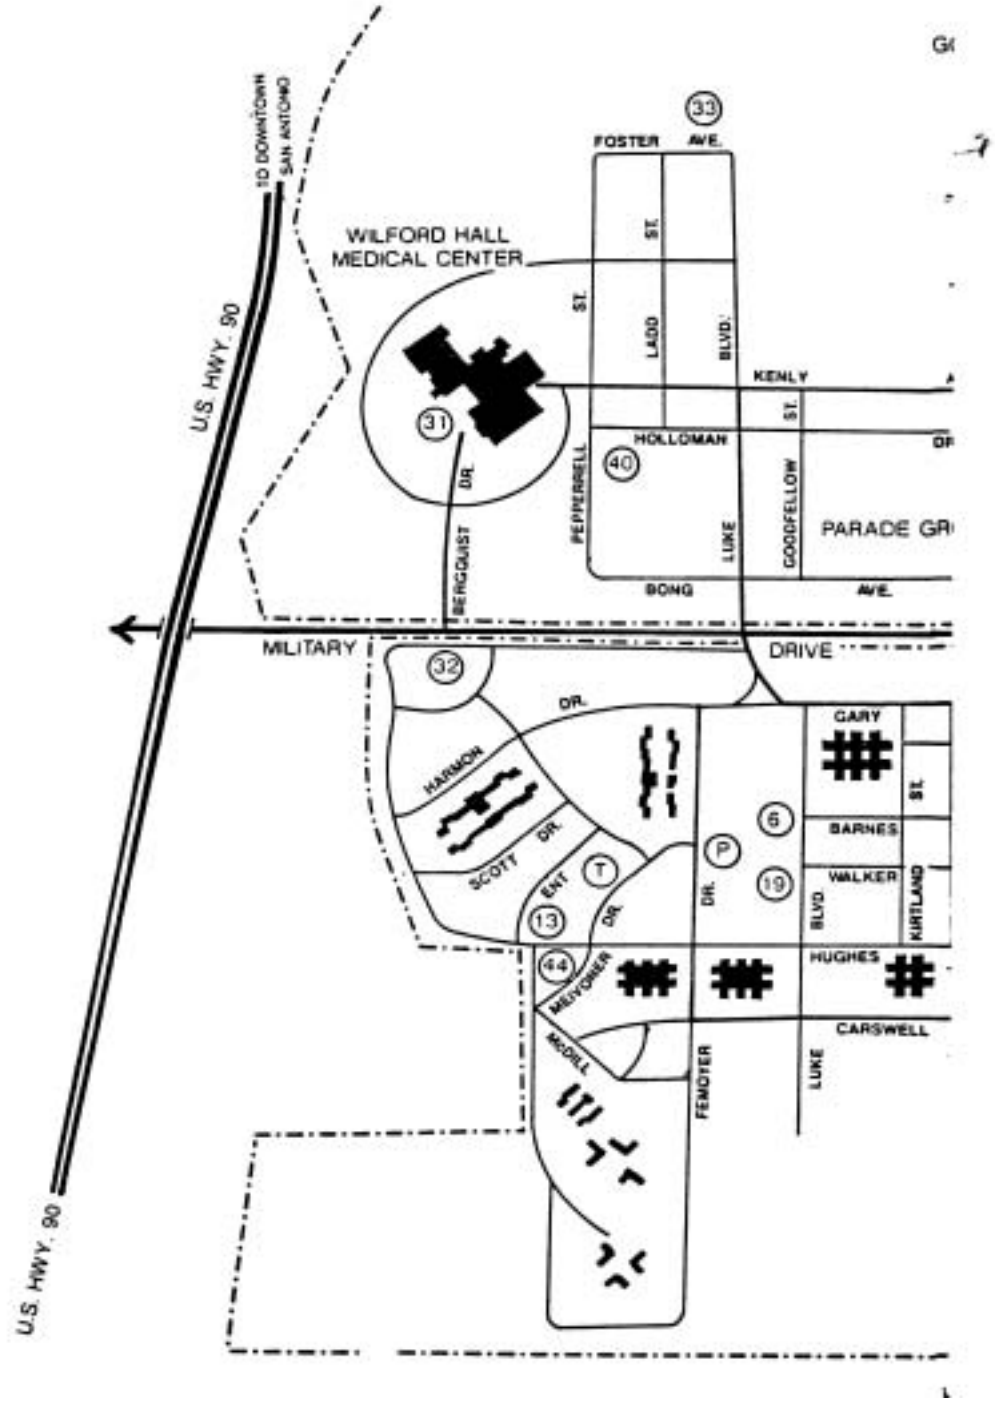 TO DOWNTOWN
SAN ANTONIO
33
FOSTER AVE.
WILFORD HALL
MEDICAL CENTER
ST.
ST.
LADD
BLVD.
U.S. HWY. 90
KENLY
ST.
31
HOLLOMAN
40
DR.
PEPPERRELL
LUKE
GOODFELLOW
PARADE
BERGQUIST
BONG AVE.
MILITARY DRIVE
32
DR.
GARY
HARMON
ST.
6
BARNES
SCOTT DR.
P
T
ENT
19
WALKER
13
DR.
DR.
BLVD
KIRTLAND
44
MEIYONER
HUGHES
CARSWELL
McDILL
FEMOYER
LUKE
U.S. HWY. 90